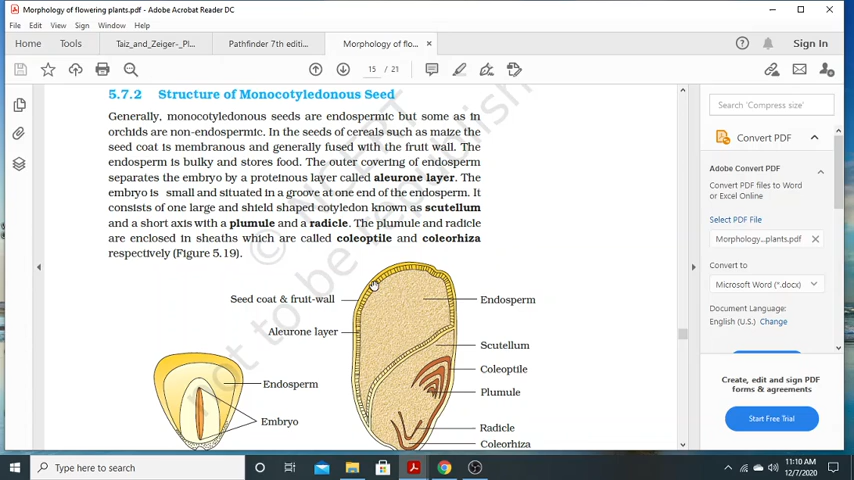 Morphology of flowering plants.pdf - Adobe Acrobat Reader DC
File Edit View Sign Window Help
Home Tools Taiz_and_Zeiger-_Pl... Pathfinder 7th editi... Morphology of flo... × Sign In
15 / 21
5.7.2 Structure of Monocotyledonous Seed
Generally, monocotyledonous seeds are endospermic but some as in
orchids are non-endospermic. In the seeds of cereals such as maize the
seed coat is membranous and generally fused with the fruit wall. The
endosperm is bulky and stores food. The outer covering of endosperm
separates the embryo by a proteinous layer called aleurone layer. The
embryo is small and situated in a groove at one end of the endosperm. It
consists of one large and shield shaped cotyledon known as scutellum
and a short axis with a plumule and a radicle. The plumule and radicle
are enclosed in sheaths which are called coleoptile and coleorhiza
respectively (Figure 5.19).
Seed coat & fruit-wall
Aleurone layer
Endosperm
Scutellum
Coleoptile
Plumule
Radicle
Coleorhiza
Endosperm
Embryo
© NCERT
not to be republish
Search 'Compress size'
Convert PDF
Adobe Convert PDF
Convert PDF files to Word
or Excel Online
Select PDF File
Morphology...plants.pdf ×
Convert to
Microsoft Word (*.docx)
Document Language:
English (U.S.) Change
Create, edit and sign PDF
forms & agreements
Start Free Trial
Type here to search
11:10 AM
12/7/2020